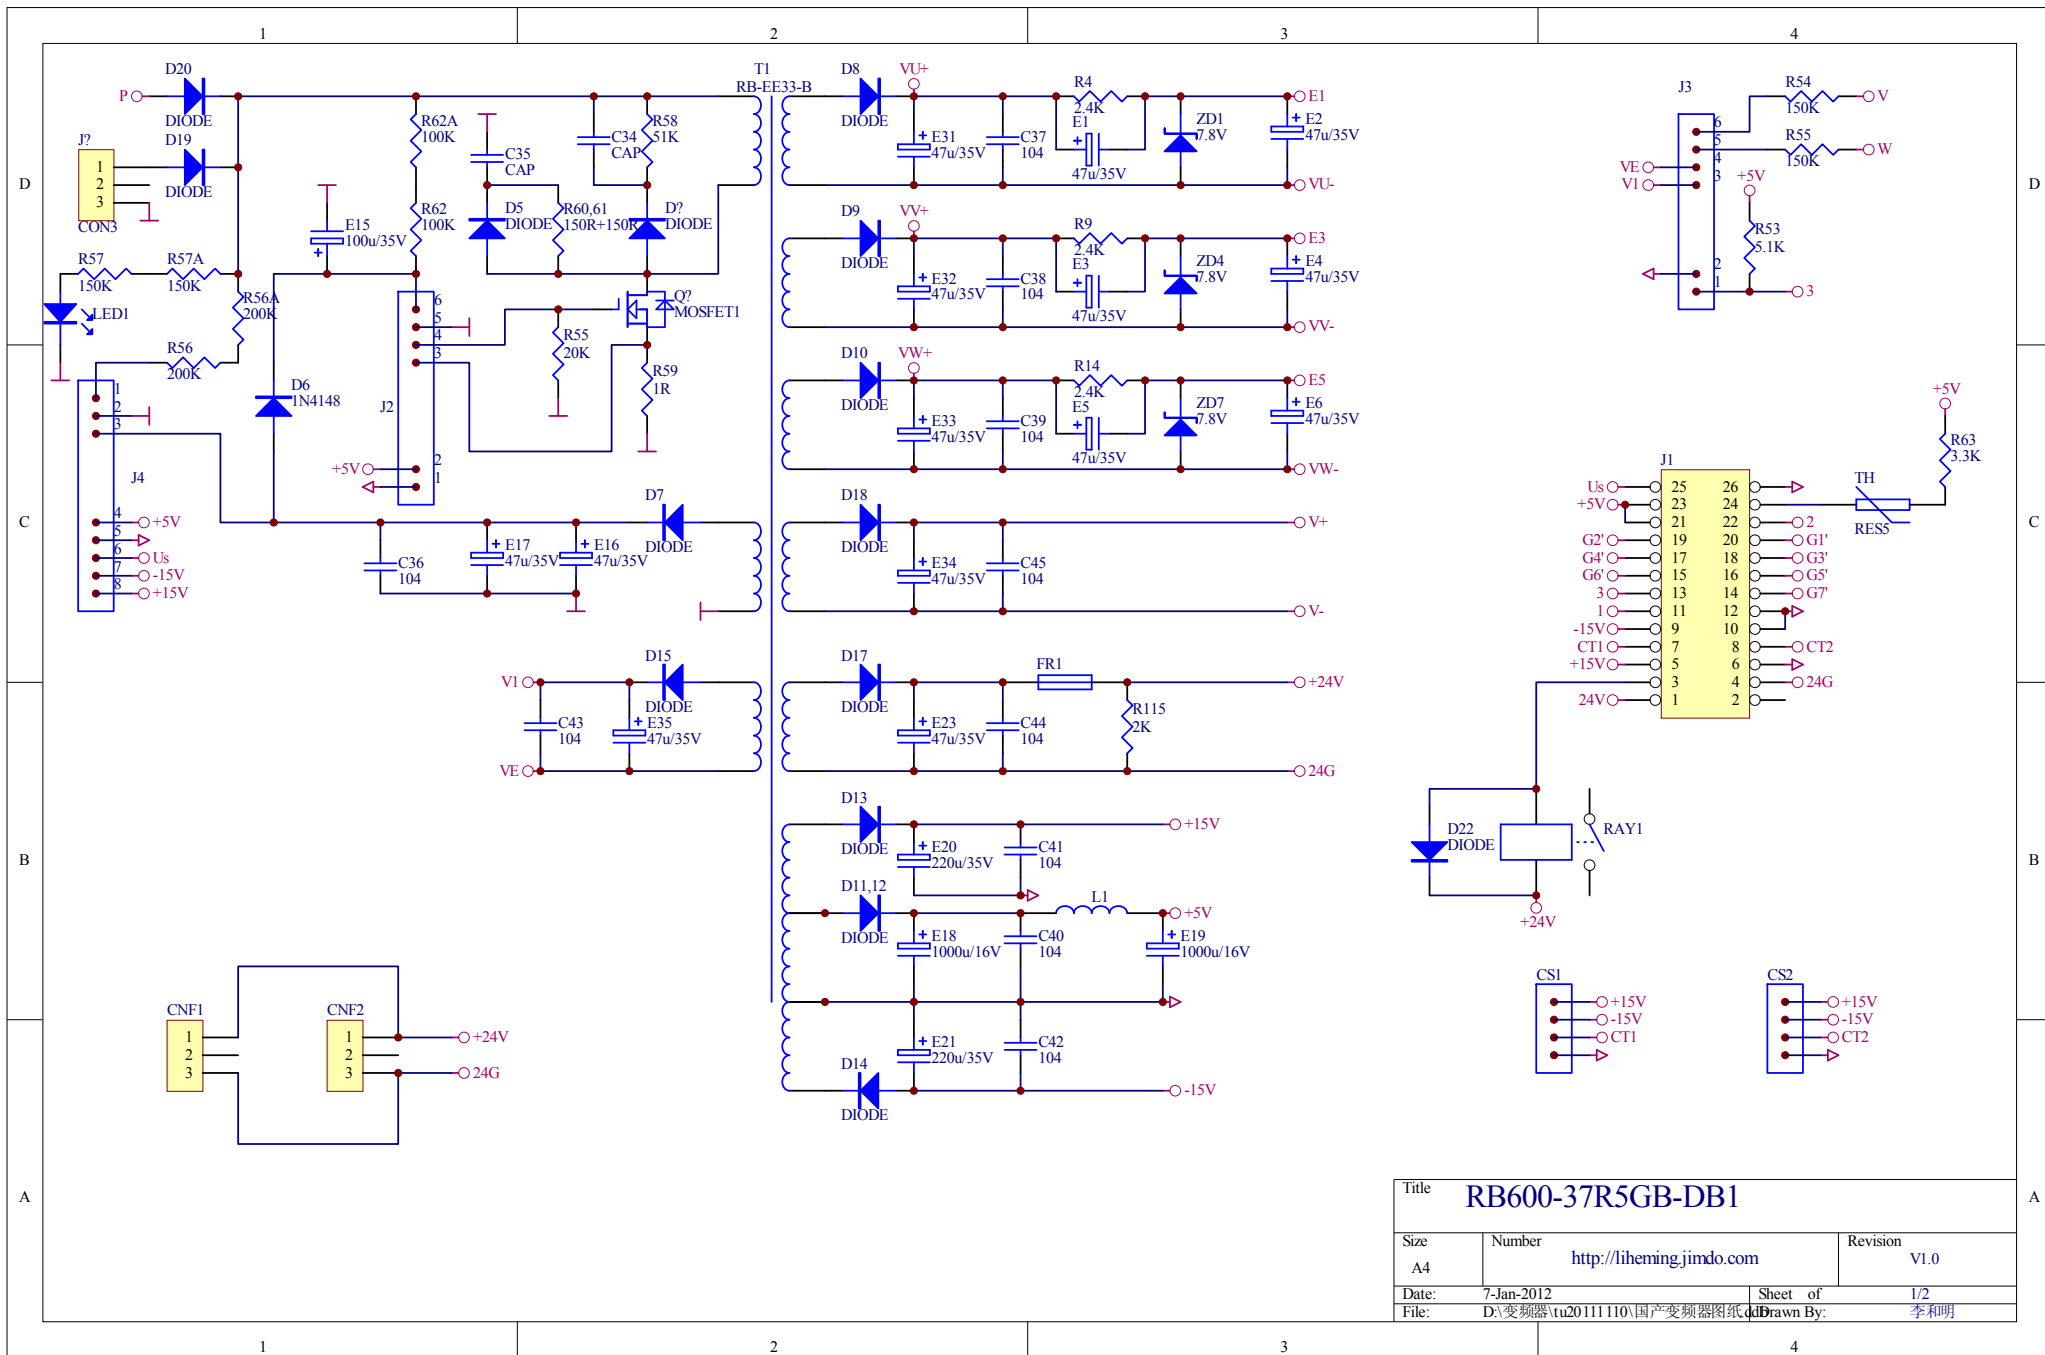 1
2
3
4
D
C
B
A
D
C
B
A
1
2
3
4
P
D20
DIODE
D19
DIODE
J?
1
2
3
CON3
R57
150K
R57A
150K
R56A
200K
LED1
R56
200K
E15
100u/35V
R62A
100K
R62
100K
C35
CAP
D5
DIODE
R60,61
150R+150R
C34
CAP
R58
51K
D?
DIODE
Q?
MOSFET1
R55
20K
R59
1R
D6
1N4148
J2
6
5
4
3
2
1
+5V
J4
1
2
3
4
5
6
7
8
+5V
Us
-15V
+15V
C36
104
E17
47u/35V
E16
47u/35V
D7
DIODE
V1
VE
C43
104
E35
47u/35V
D15
DIODE
T1
RB-EE33-B
D8
DIODE
VU+
E31
47u/35V
C37
104
R4
2.4K
E1
47u/35V
ZD1
7.8V
E1
E2
47u/35V
VU-
D9
DIODE
VV+
E32
47u/35V
C38
104
R9
2.4K
E3
47u/35V
ZD4
7.8V
E3
E4
47u/35V
VV-
D10
DIODE
VW+
E33
47u/35V
C39
104
R14
2.4K
E5
47u/35V
ZD7
7.8V
E5
E6
47u/35V
VW-
D18
DIODE
E34
47u/35V
C45
104
V+
V-
D17
DIODE
E23
47u/35V
C44
104
FR1
R115
2K
+24V
24G
D13
DIODE
E20
220u/35V
C41
104
+15V
D11,12
DIODE
E18
1000u/16V
C40
104
L1
+5V
E19
1000u/16V
D14
DIODE
E21
220u/35V
C42
104
-15V
J3
6
5
4
3
2
1
R54
150K
V
R55
150K
W
VE
V1
+5V
R53
5.1K
3
J1
25 26
23 24
21 22
19 20
17 18
15 16
13 14
11 12
9 10
7 8
5 6
3 4
1 2
Us
+5V
G2'
G4'
G6'
3
1
-15V
CT1
+15V
24V
2
G1'
G3'
G5'
G7'
CT2
24G
TH
RES5
+5V
R63
3.3K
D22
DIODE
RAY1
+24V
CS1
+15V
-15V
CT1
CS2
+15V
-15V
CT2
CNF1
1
2
3
CNF2
1
2
3
+24V
24G
Title
RB600-37R5GB-DB1
Size
A4
Number
http://liheming.jimdo.com
Revision
V1.0
Date:
7-Jan-2012
Sheet of
1/2
File:
D:\变频器\tu20111110\国产变频器图纸.ddb
Drawn By:
李和明